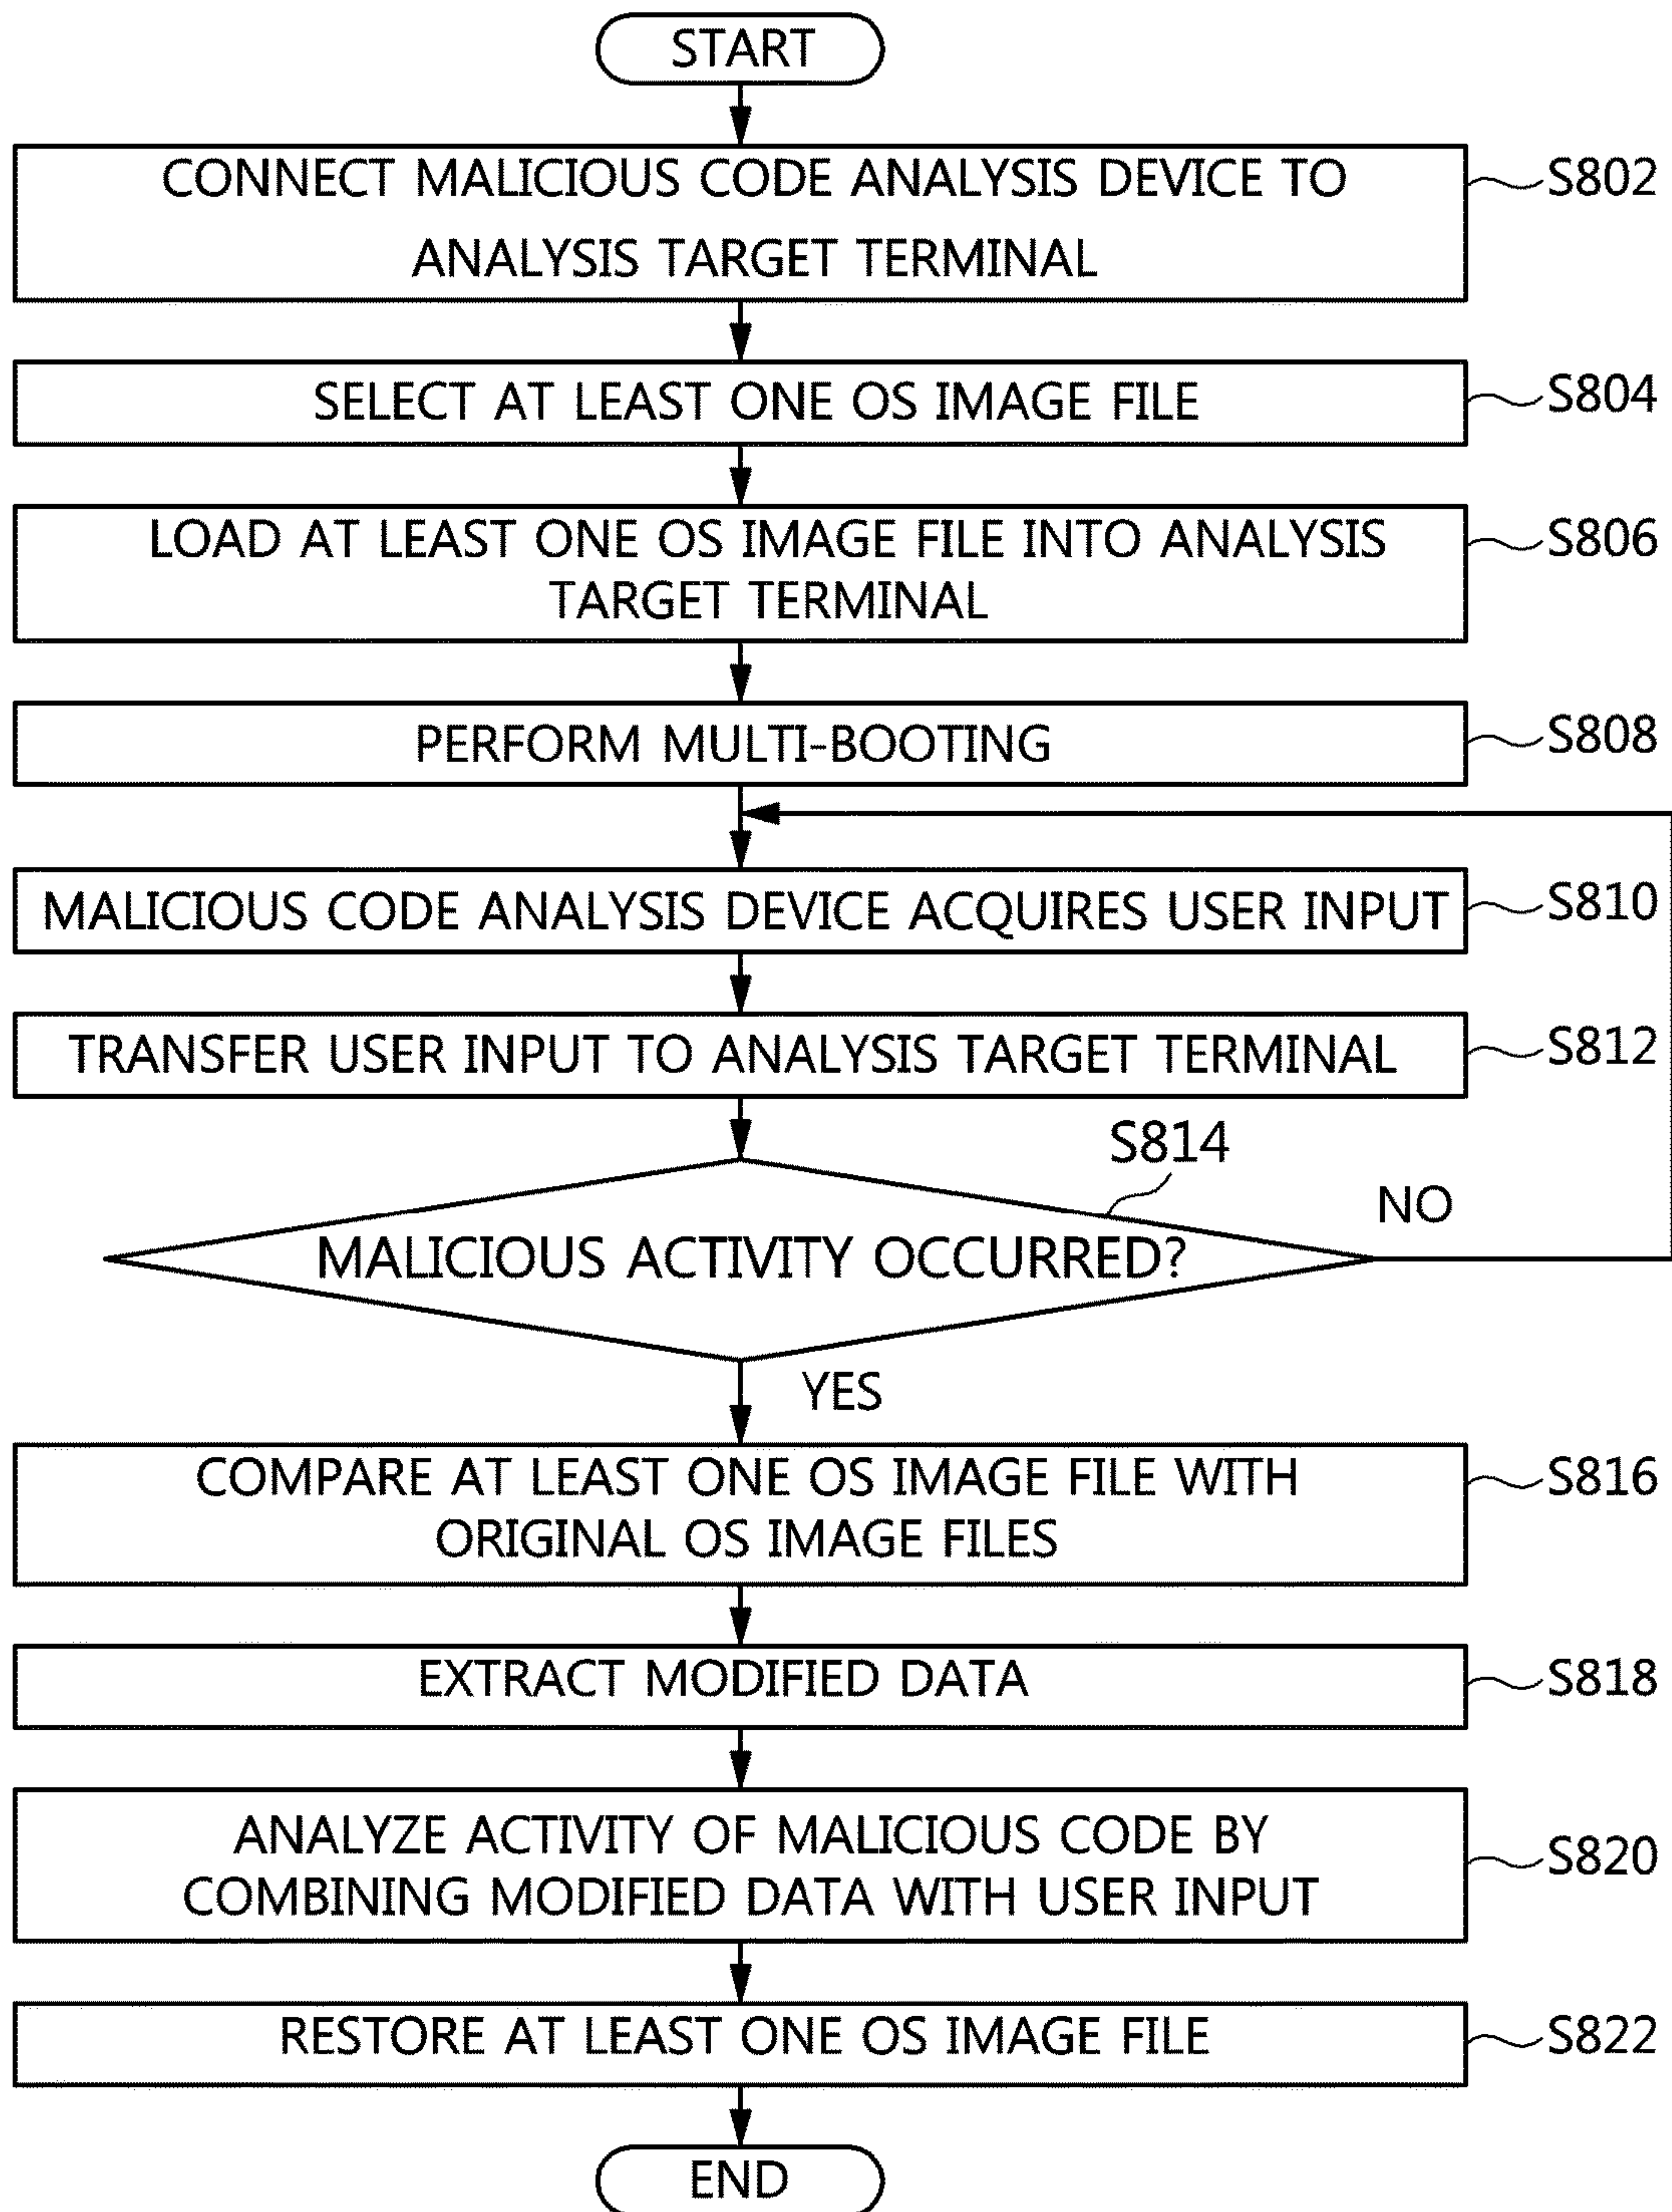 START
CONNECT MALICIOUS CODE ANALYSIS DEVICE TO
ANALYSIS TARGET TERMINAL
S802
SELECT AT LEAST ONE OS IMAGE FILE
S804
LOAD AT LEAST ONE OS IMAGE FILE INTO ANALYSIS
TARGET TERMINAL
S806
PERFORM MULTI-BOOTING
S808
MALICIOUS CODE ANALYSIS DEVICE ACQUIRES USER INPUT
S810
TRANSFER USER INPUT TO ANALYSIS TARGET TERMINAL
S812
S814
MALICIOUS ACTIVITY OCCURRED?
NO
YES
COMPARE AT LEAST ONE OS IMAGE FILE WITH
ORIGINAL OS IMAGE FILES
S816
EXTRACT MODIFIED DATA
S818
ANALYZE ACTIVITY OF MALICIOUS CODE BY
COMBINING MODIFIED DATA WITH USER INPUT
S820
RESTORE AT LEAST ONE OS IMAGE FILE
S822
END